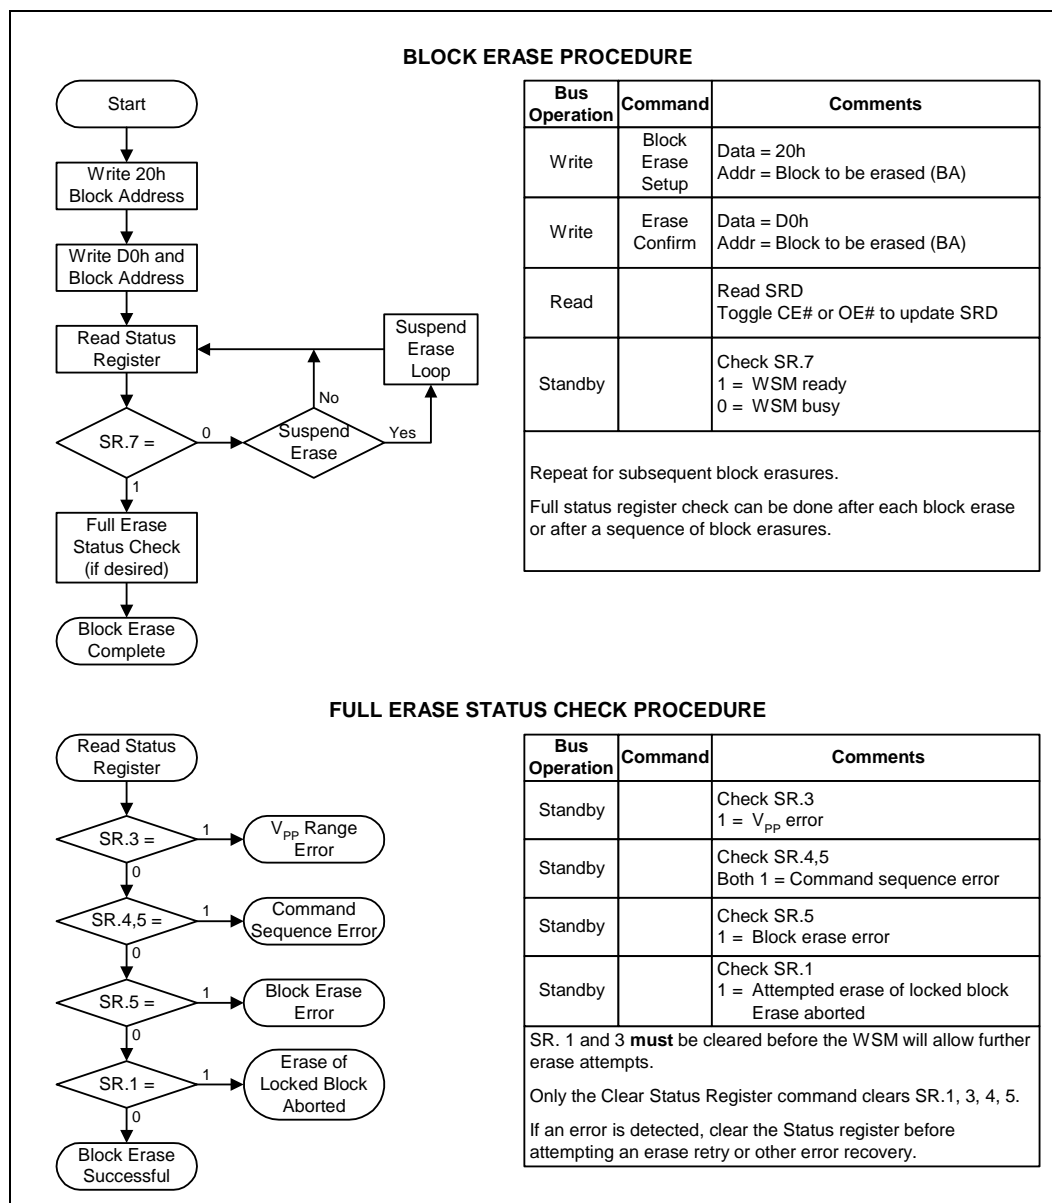 BLOCK ERASE PROCEDURE
Start
Write 20h
Block Address
Write D0h and
Block Address
Read Status
Register
Suspend
Erase
Loop
No
SR.7 =
0
Suspend
Erase
Yes
1
Full Erase
Status Check
(if desired)
Block Erase
Complete
Bus
Operation
Command
Comments
Write
Block
Erase
Setup
Data = 20h
Addr = Block to be erased (BA)
Write
Erase
Confirm
Data = D0h
Addr = Block to be erased (BA)
Read
Read SRD
Toggle CE# or OE# to update SRD
Standby
Check SR.7
1 = WSM ready
0 = WSM busy
Repeat for subsequent block erasures.
Full status register check can be done after each block erase
or after a sequence of block erasures.
FULL ERASE STATUS CHECK PROCEDURE
Read Status
Register
SR.3 =
1
VPP Range
Error
0
SR.4,5 =
1
Command
Sequence Error
0
SR.5 =
1
Block Erase
Error
0
SR.1 =
1
Erase of
Locked Block
Aborted
0
Block Erase
Successful
Bus
Operation
Command
Comments
Standby
Check SR.3
1 = VPP error
Standby
Check SR.4,5
Both 1 = Command sequence error
Standby
Check SR.5
1 = Block erase error
Standby
Check SR.1
1 = Attempted erase of locked block
Erase aborted
SR. 1 and 3 must be cleared before the WSM will allow further
erase attempts.
Only the Clear Status Register command clears SR.1, 3, 4, 5.
If an error is detected, clear the Status register before
attempting an erase retry or other error recovery.